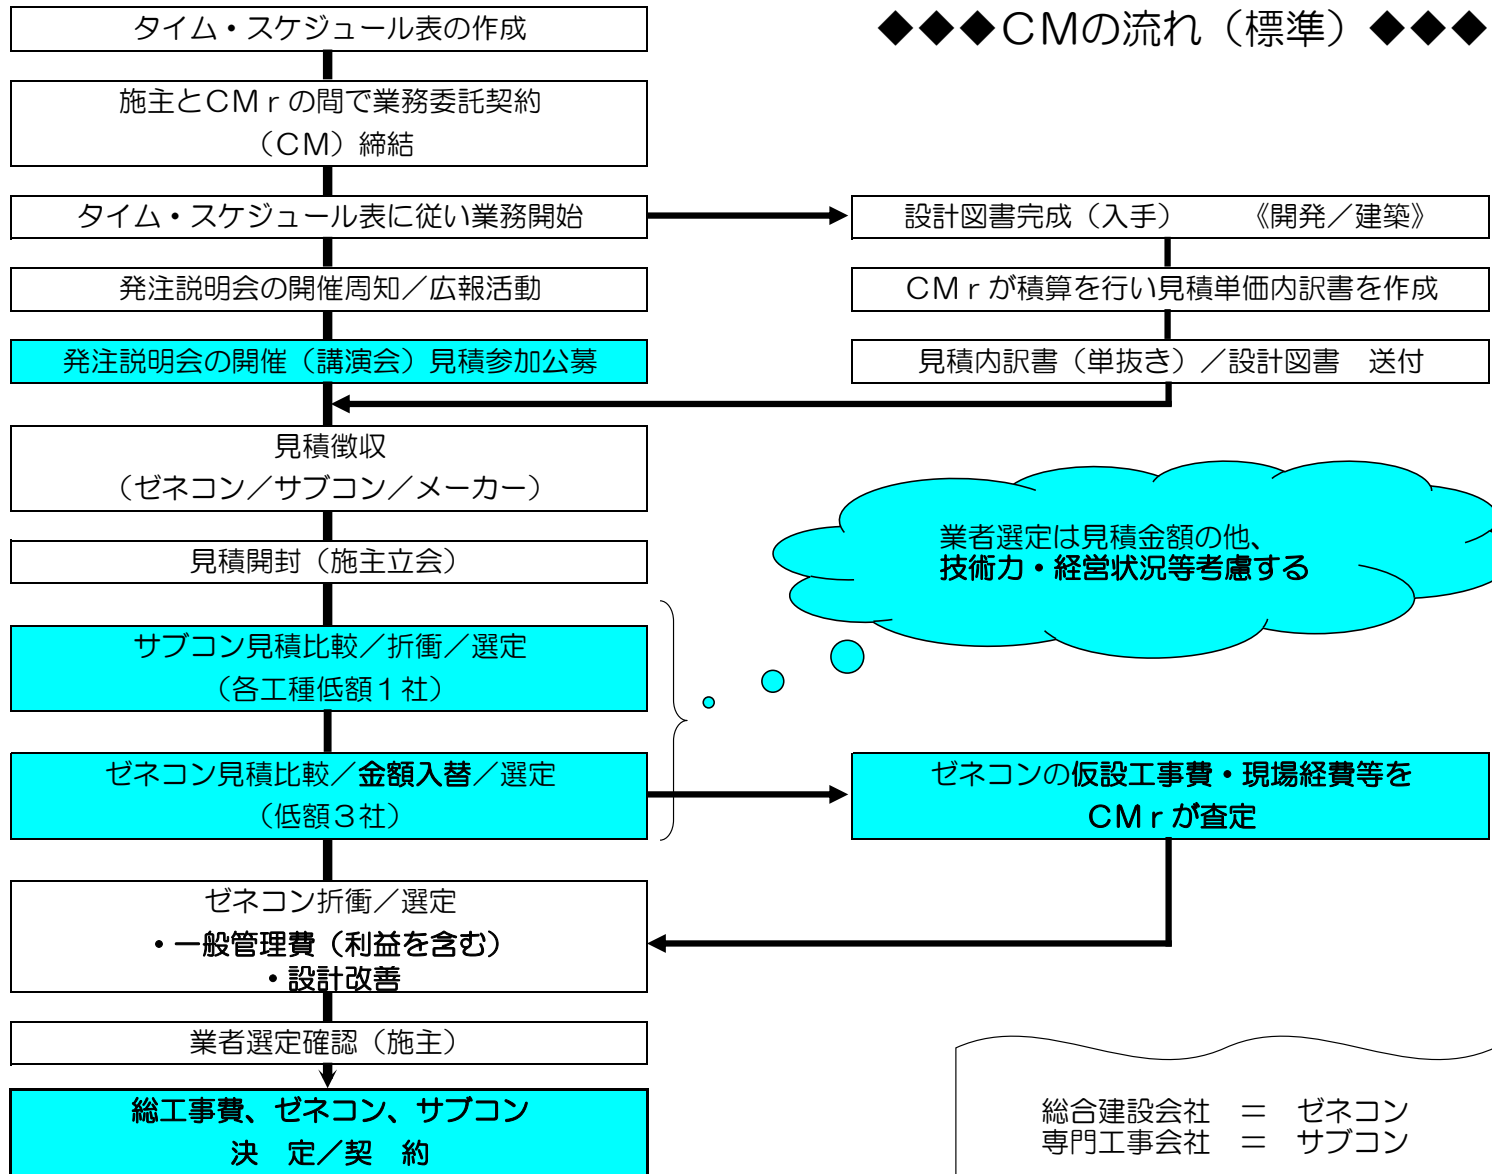 ◆◆◆ＣＭの流れ（標準）◆◆◆
タイム・スケジュール表の作成
施主とＣＭｒの間で業務委託契約
（ＣＭ）締結
タイム・スケジュール表に従い業務開始
設計図書完成（入手）　　《開発／建築》
発注説明会の開催周知／広報活動
ＣＭｒが積算を行い見積単価内訳書を作成
発注説明会の開催（講演会）見積参加公募
見積内訳書（単抜き）／設計図書　送付
見積徴収
（ゼネコン／サブコン／メーカー）
見積開封（施主立会）
業者選定は見積金額の他、
技術力・経営状況等考慮する
サブコン見積比較／折衝／選定
（各工種低額１社）
ゼネコン見積比較／金額入替／選定
（低額３社）
ゼネコンの仮設工事費・現場経費等を
ＣＭｒが査定
ゼネコン折衝／選定
・一般管理費（利益を含む）
・設計改善
業者選定確認（施主）
総工事費、ゼネコン、サブコン
決　定／契　約
総合建設会社　＝　ゼネコン
専門工事会社　＝　サブコン